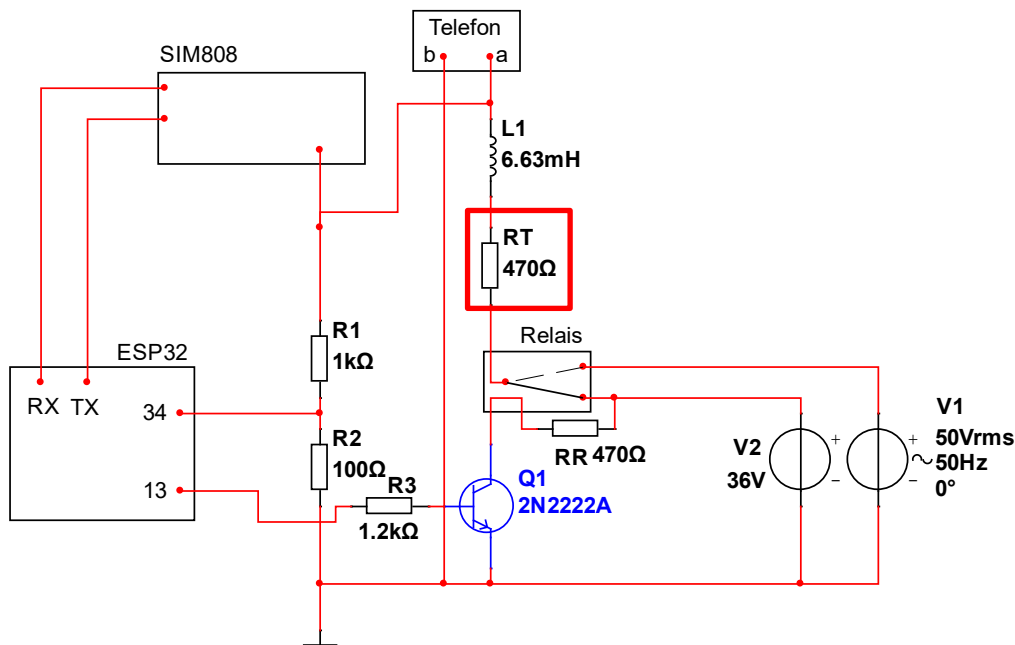 Telefon
b a
SIM808
L1
6.63mH
RT
470Ω
Relais
R1
1kΩ
ESP32
RX TX
34
13
R2
100Ω
R3
1.2kΩ
RR 470Ω
Q1
2N2222A
V2
36V
+
−
V1
50Vrms
50Hz
0°
+
−